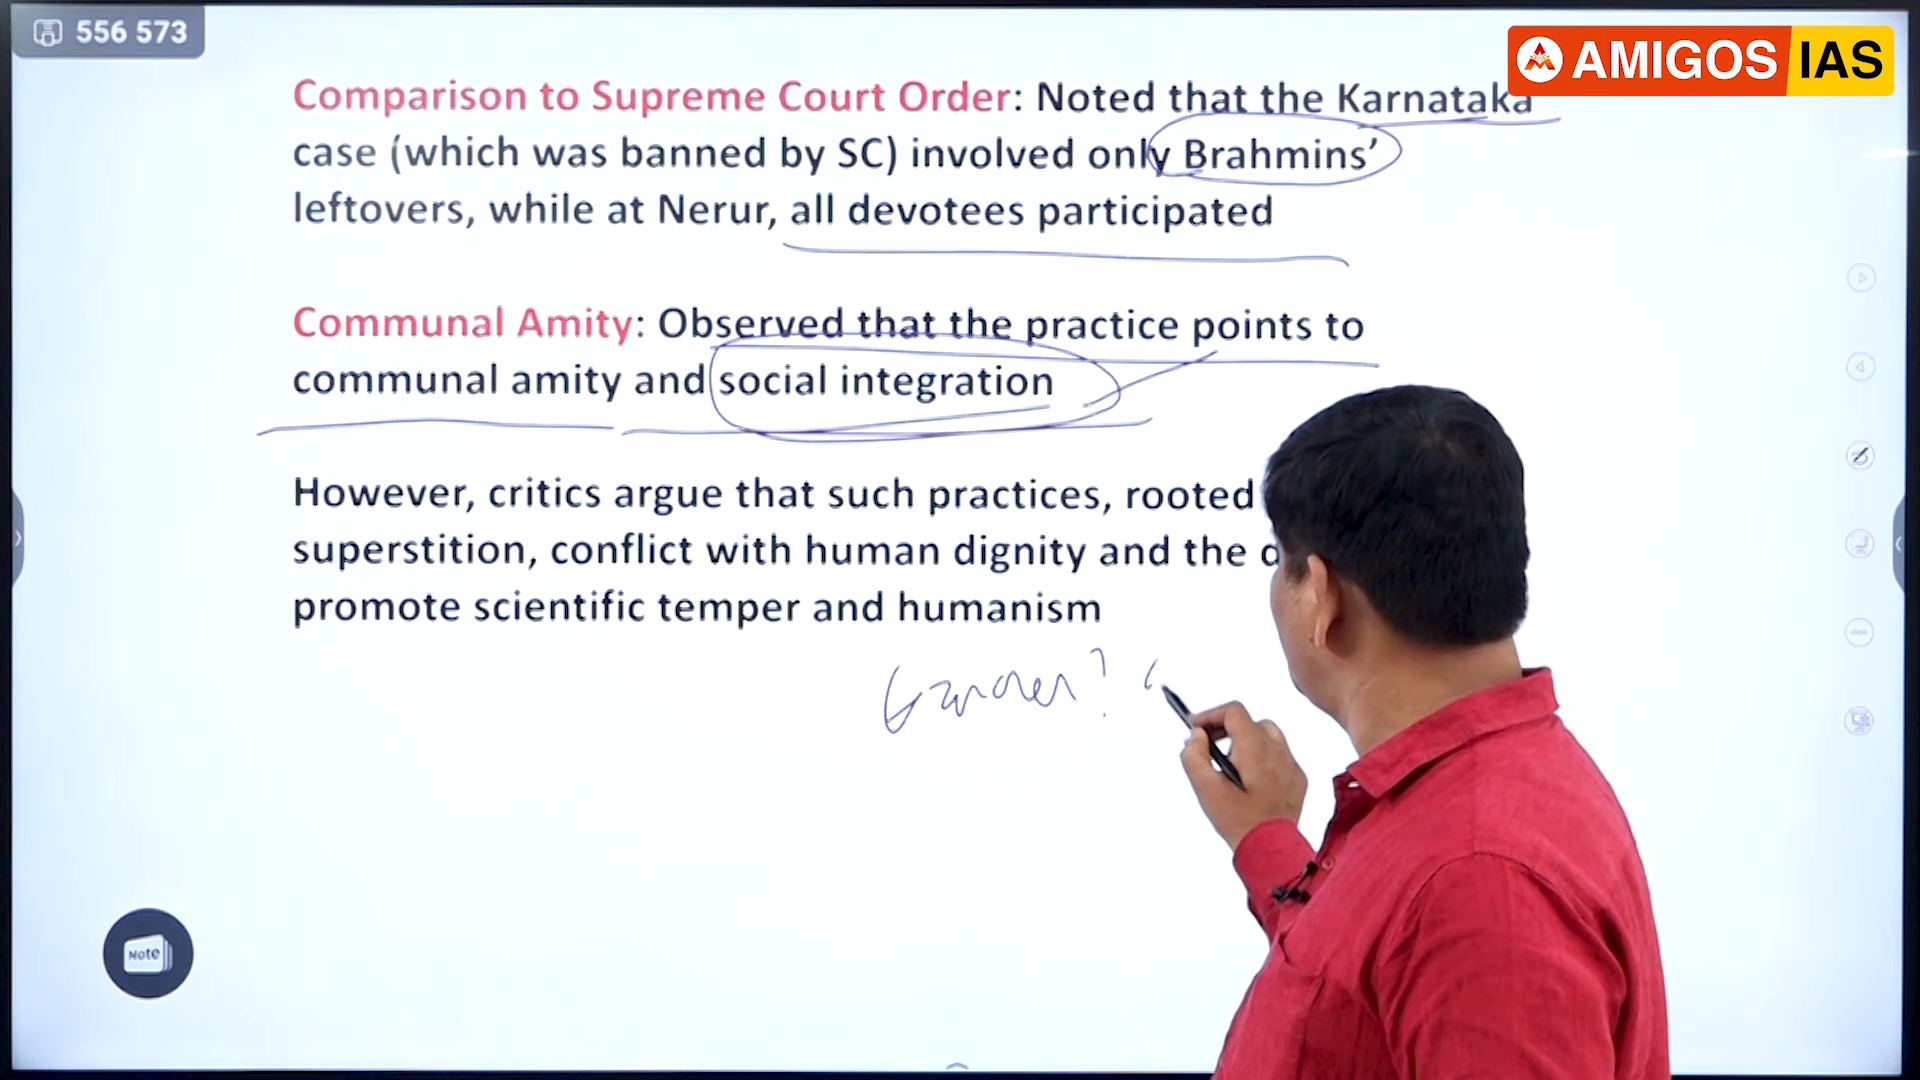 556 573
AMIGOS IAS
Comparison to Supreme Court Order: Noted that the Karnataka
case (which was banned by SC) involved only Brahmins’
leftovers, while at Nerur, all devotees participated
Communal Amity: Observed that the practice points to
communal amity and social integration
However, critics argue that such practices, rooted
superstition, conflict with human dignity and the
promote scientific temper and humanism
Note